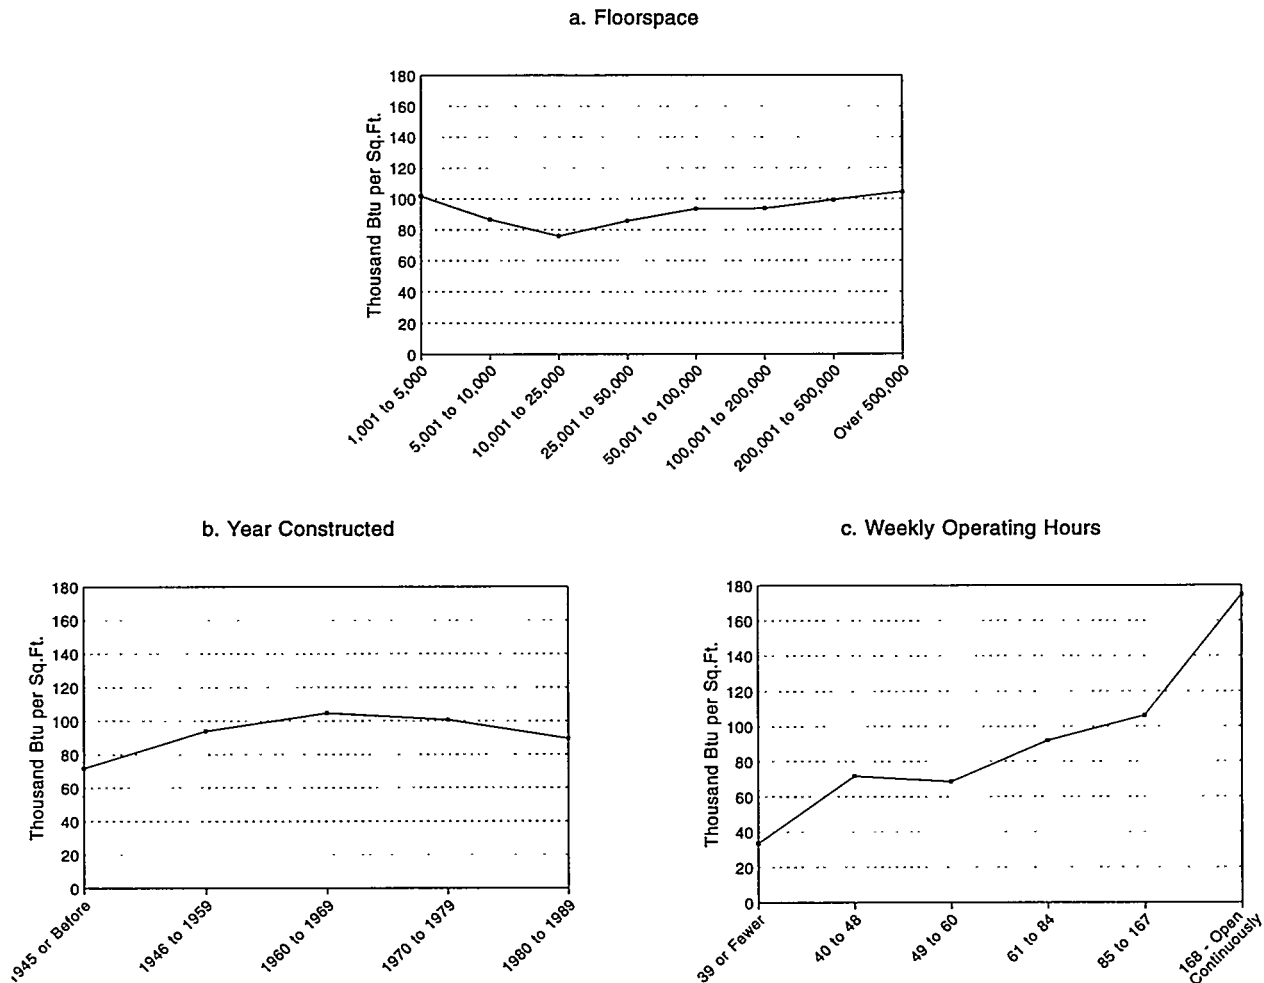 a. Floorspace
Thousand Btu per Sq.Ft.
180
160
140
120
100
80
60
40
20
0
1,001 to 5,000
5,001 to 10,000
10,001 to 25,000
25,001 to 50,000
50,001 to 100,000
100,001 to 200,000
200,001 to 500,000
Over 500,000
b. Year Constructed
Thousand Btu per Sq.Ft.
180
160
140
120
100
80
60
40
20
0
1945 or Before
1946 to 1959
1960 to 1969
1970 to 1979
1980 to 1989
c. Weekly Operating Hours
Thousand Btu per Sq.Ft.
180
160
140
120
100
80
60
40
20
0
39 or Fewer
40 to 48
49 to 60
61 to 84
85 to 167
168 - Open
Continuously